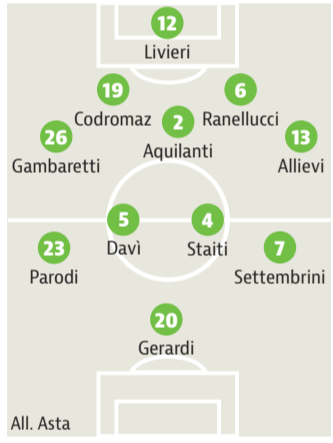 12
Livieri
19
Codromaz
6
Ranellucci
2
Aquilanti
26
Gambaretti
13
Allievi
5
Davì
4
Staiti
23
Parodi
7
Settembrini
20
Gerardi
All. Asta